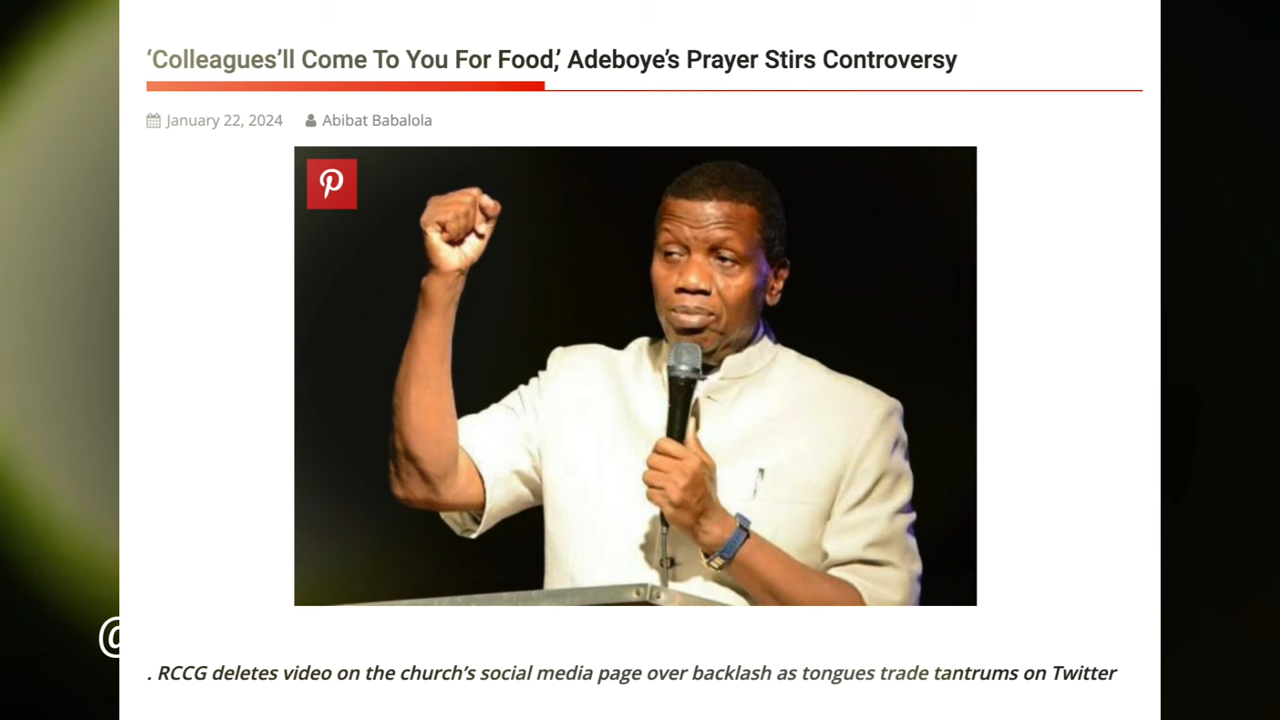 ‘Colleagues’ll Come To You For Food,’ Adeboye’s Prayer Stirs Controversy
January 22, 2024 Abibat Babalola
@
. RCCG deletes video on the church’s social media page over backlash as tongues trade tantrums on Twitter